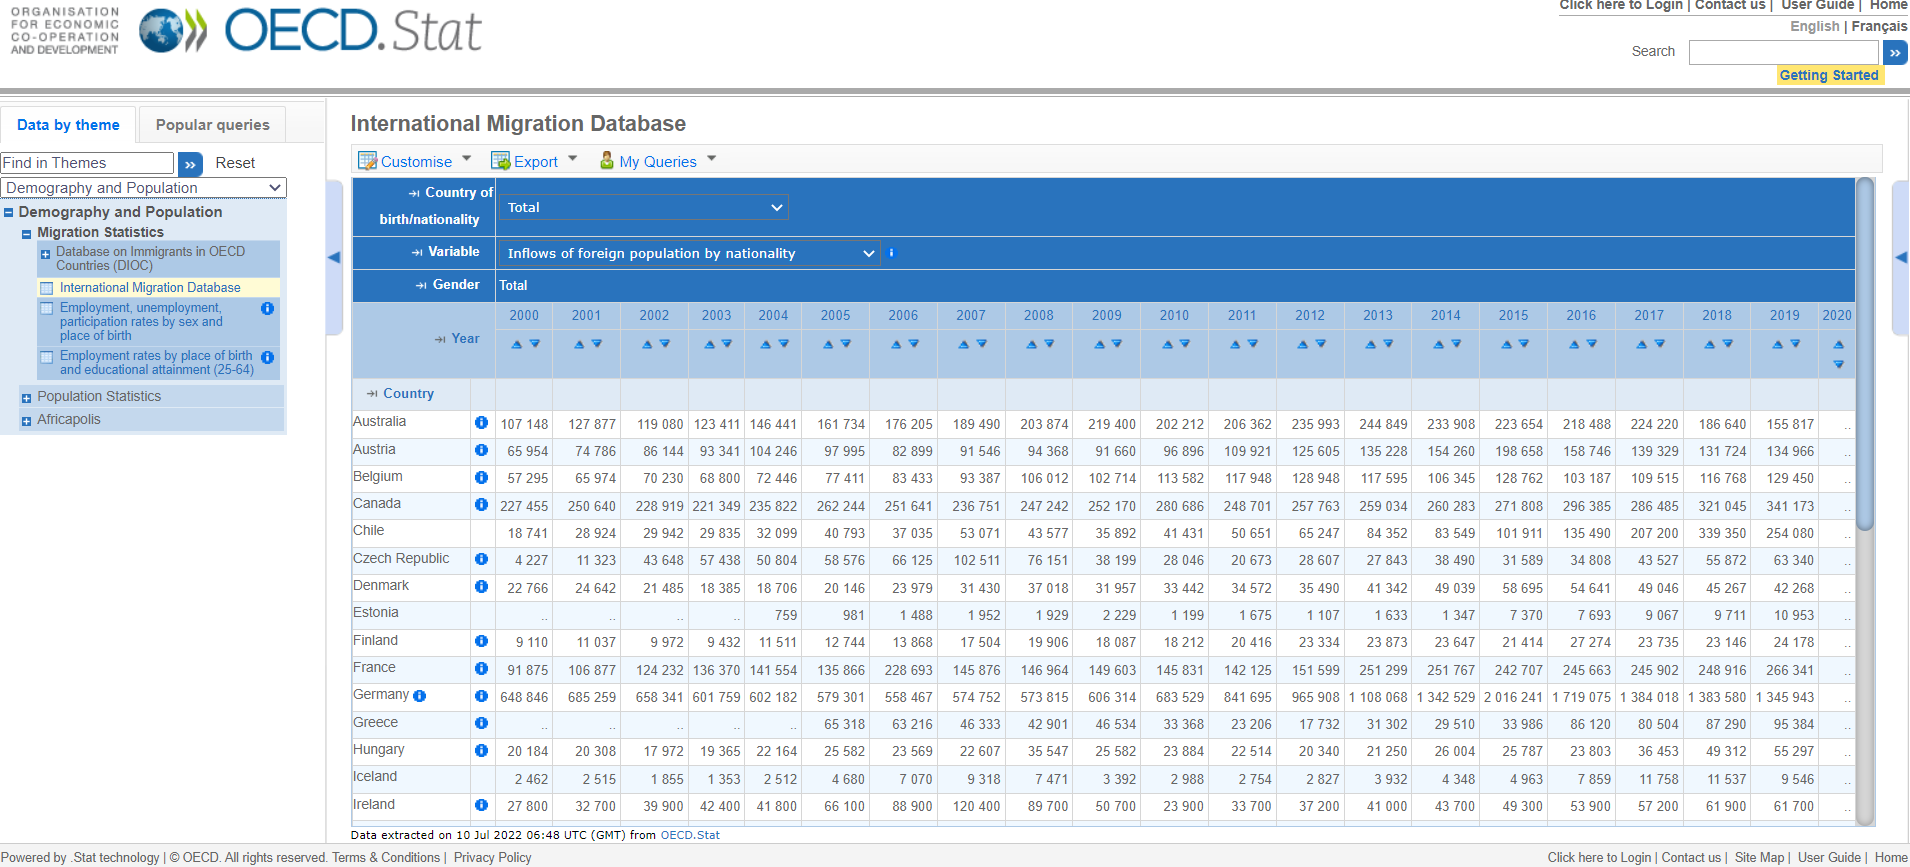 ORGANISATION
FOR ECONOMIC
CO-OPERATION
AND DEVELOPMENT
OECD.Stat
Click here to Login | Contact us | User Guide | Home
English | Français
Search
Getting Started
Data by theme
Popular queries
Find in Themes
Reset
Demography and Population
Demography and Population
Migration Statistics
Database on Immigrants in OECD
Countries (DIOC)
International Migration Database
Employment, unemployment,
participation rates by sex and
place of birth
Employment rates by place of birth
and educational attainment (25-64)
Population Statistics
Africapolis
International Migration Database
Customise Export My Queries
Country of
birth/nationality
Total
Variable Inflows of foreign population by nationality
Gender Total
Year 2000 2001 2002 2003 2004 2005 2006 2007 2008 2009 2010 2011 2012 2013 2014 2015 2016 2017 2018 2019 2020
Country
Australia 107 148 127 877 119 080 123 411 146 441 161 734 176 205 189 490 203 874 219 400 202 212 206 362 235 993 244 849 233 908 223 654 218 488 224 220 186 640 155 817 ..
Austria 65 954 74 786 86 144 93 341 104 246 97 995 82 899 91 546 94 368 91 660 96 896 109 921 125 605 135 228 154 260 198 658 158 746 139 329 131 724 134 966 ..
Belgium 57 295 65 974 70 230 68 800 72 446 77 411 83 433 93 387 106 012 102 714 113 582 117 948 128 948 117 595 106 345 128 762 103 187 109 515 116 768 129 450 ..
Canada 227 455 250 640 228 919 221 349 235 822 262 244 251 641 236 751 247 242 252 170 280 686 248 701 257 763 259 034 260 283 271 808 296 385 286 485 321 045 341 173 ..
Chile 18 741 28 924 29 942 29 835 32 099 40 793 37 035 53 071 43 577 35 892 41 431 50 651 65 247 84 352 83 549 101 911 135 490 207 200 339 350 254 080 ..
Czech Republic 4 227 11 323 43 648 57 438 50 804 58 576 66 125 102 511 76 151 38 199 28 046 20 673 28 607 27 843 38 490 31 589 34 808 43 527 55 872 63 340 ..
Denmark 22 766 24 642 21 485 18 385 18 706 20 146 23 979 31 430 37 018 31 957 33 442 34 572 35 490 41 342 49 039 58 695 54 641 49 046 45 267 42 268 ..
Estonia .. .. .. .. 759 981 1 488 1 952 1 929 2 229 1 199 1 675 1 107 1 633 1 347 7 370 7 693 9 067 9 711 10 953 ..
Finland 9 110 11 037 9 972 9 432 11 511 12 744 13 868 17 504 19 906 18 087 18 212 20 416 23 334 23 873 23 647 21 414 27 274 23 735 23 146 24 178 ..
France 91 875 106 877 124 232 136 370 141 554 135 866 228 693 145 876 146 964 149 603 145 831 142 125 151 599 251 299 251 767 242 707 245 663 245 902 248 916 266 341 ..
Germany 648 846 685 259 658 341 601 759 602 182 579 301 558 467 574 752 573 815 606 314 683 529 841 695 965 908 1 108 068 1 342 529 2 016 241 1 719 075 1 384 018 1 383 580 1 345 943 ..
Greece .. .. .. .. .. 65 318 63 216 46 333 42 901 46 534 33 368 23 206 17 732 31 302 29 510 33 986 86 120 80 504 87 290 95 384 ..
Hungary 20 184 20 308 17 972 19 365 22 164 25 582 23 569 22 607 35 547 25 582 23 884 22 514 20 340 21 250 26 004 25 787 23 803 36 453 49 312 55 297 ..
Iceland 2 462 2 515 1 855 1 353 2 512 4 680 7 070 9 318 7 471 3 392 2 988 2 754 2 827 3 932 4 348 4 963 7 859 11 758 11 537 9 546 ..
Ireland 27 800 32 700 39 900 42 400 41 800 66 100 88 900 120 400 89 700 50 700 23 900 33 700 37 200 41 000 43 700 49 300 53 900 57 200 61 900 61 700 ..
Data extracted on 10 Jul 2022 06:48 UTC (GMT) from OECD.Stat
Powered by .Stat technology | © OECD. All rights reserved. Terms & Conditions | Privacy Policy
Click here to Login | Contact us | Site Map | User Guide | Home